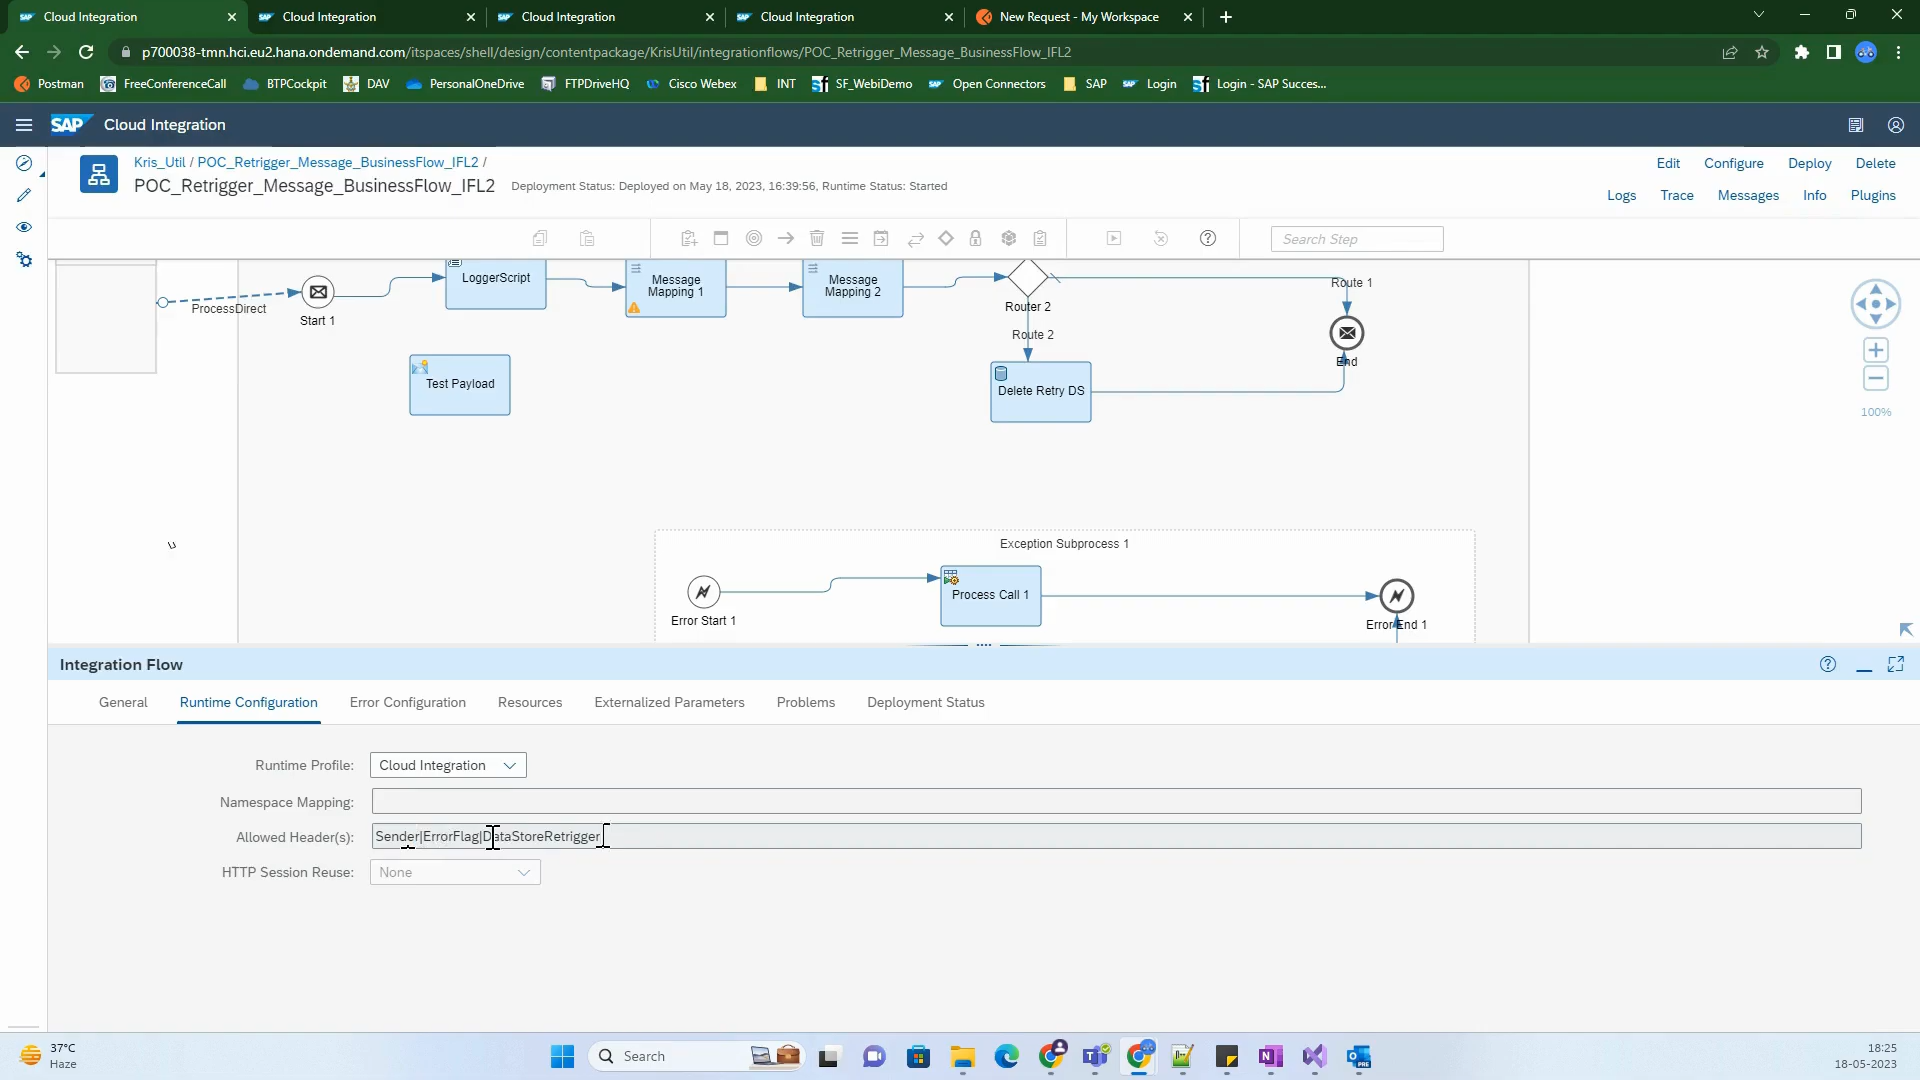 Cloud Integration
Cloud Integration
Cloud Integration
Cloud Integration
New Request - My Workspace
p700038-tmn.hci.eu2.hana.ondemand.com/itspaces/shell/design/contentpackage/KrisUtil/integrationflows/POC_Retrigger_Message_BusinessFlow_IFL2
Postman
FreeConferenceCall
BTPCockpit
DAV
PersonalOneDrive
FTPDriveHQ
Cisco Webex
INT
SF_WebiDemo
Open Connectors
SAP
Login
Login - SAP Succes...
SAP Cloud Integration
Kris_Util / POC_Retrigger_Message_BusinessFlow_IFL2 /
POC_Retrigger_Message_BusinessFlow_IFL2
Deployment Status: Deployed on May 18, 2023, 16:39:56, Runtime Status: Started
Edit
Configure
Deploy
Delete
Logs
Trace
Messages
Info
Plugins
Search Step
ProcessDirect
Start 1
LoggerScript
Message
Mapping 1
Message
Mapping 2
Router 2
Route 1
Route 2
End
Test Payload
Delete Retry DS
100%
Exception Subprocess 1
Error Start 1
Process Call 1
Error End 1
Integration Flow
General
Runtime Configuration
Error Configuration
Resources
Externalized Parameters
Problems
Deployment Status
Runtime Profile:
Cloud Integration
Namespace Mapping:
Allowed Header(s):
Sender|ErrorFlag|DataStoreRetrigger
HTTP Session Reuse:
None
37°C
Haze
Search
18:25
18-05-2023